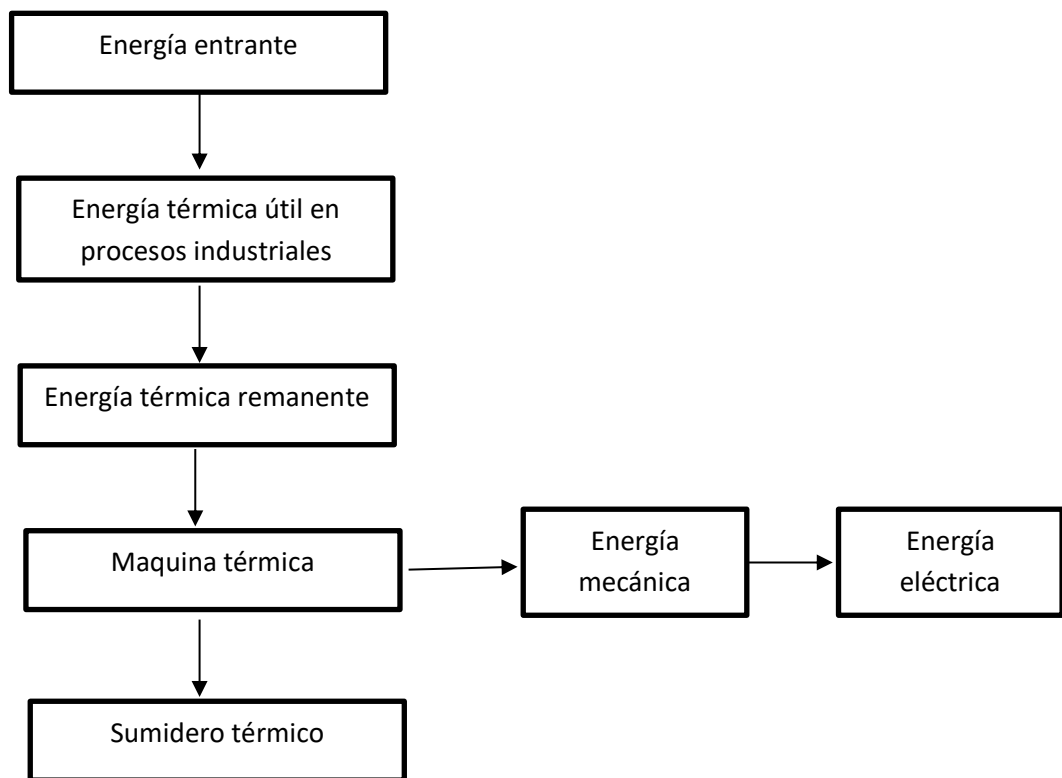 Energía entrante
Energía térmica útil en
procesos industriales
Energía térmica remanente
Maquina térmica
Energía
mecánica
Energía
eléctrica
Sumidero térmico